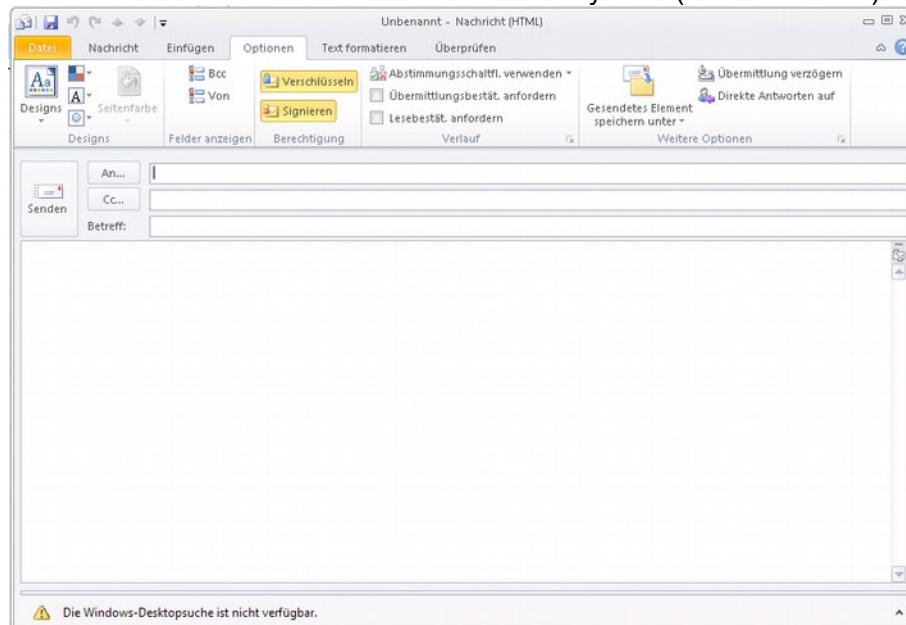 Unbenannt - Nachricht (HTML)
Datei Nachricht Einfügen Optionen Text formatieren Überprüfen
Aa
Designs
A
Seitenfarbe
Designs
Bcc
Von
Felder anzeigen
Verschlüsseln
Signieren
Berechtigung
Abstimmungsschaltfl. verwenden
Übermittlungsbestät. anfordern
Lesebestät. anfordern
Verlauf
Gesendetes Element
speichern unter
Übermittlung verzögern
Direkte Antworten auf
Weitere Optionen
Senden
An...
Cc...
Betreff:
Die Windows-Desktopsuche ist nicht verfügbar.